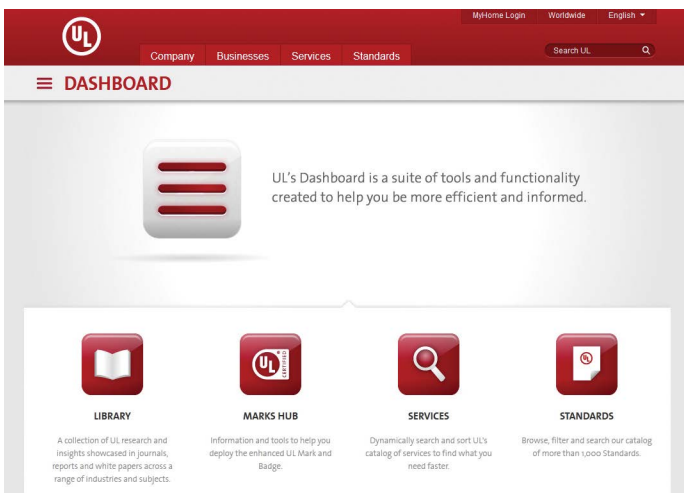 MyHome Login Worldwide English
UL
Company Businesses Services Standards
Search UL
DASHBOARD
UL's Dashboard is a suite of tools and functionality
created to help you be more efficient and informed.
UL CERTIFIED
UL
LIBRARY
A collection of UL research and
insights showcased in journals,
reports and white papers across a
range of industries and subjects.
MARKS HUB
Information and tools to help you
deploy the enhanced UL Mark and
Badge.
SERVICES
Dynamically search and sort UL's
catalog of services to find what you
need faster.
STANDARDS
Browse, filter and search our catalog
of more than 1,000 Standards.